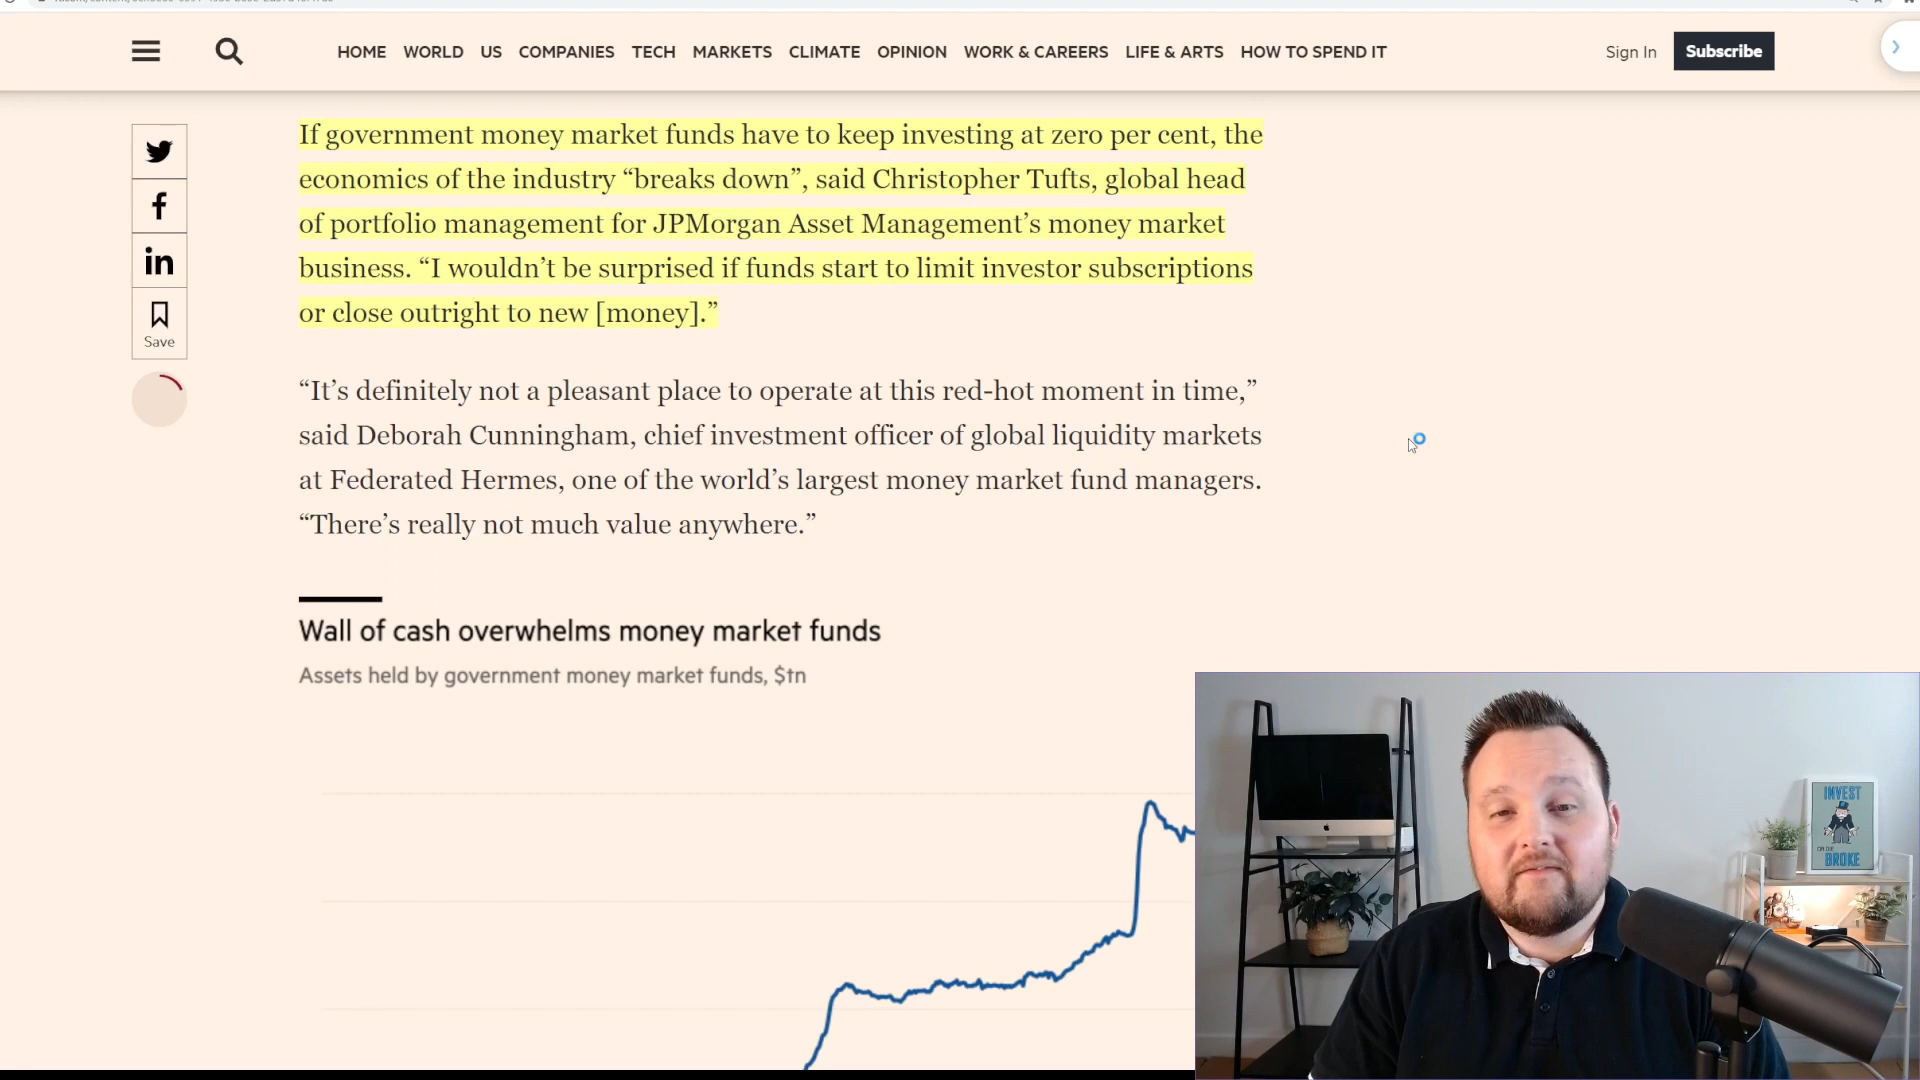 HOME WORLD US COMPANIES TECH MARKETS CLIMATE OPINION WORK & CAREERS LIFE & ARTS HOW TO SPEND IT Sign In Subscribe
If government money market funds have to keep investing at zero per cent, the
economics of the industry “breaks down”, said Christopher Tufts, global head
of portfolio management for JPMorgan Asset Management’s money market
business. “I wouldn’t be surprised if funds start to limit investor subscriptions
or close outright to new [money].”
Save
“It’s definitely not a pleasant place to operate at this red-hot moment in time,”
said Deborah Cunningham, chief investment officer of global liquidity markets
at Federated Hermes, one of the world’s largest money market fund managers.
“There’s really not much value anywhere.”
Wall of cash overwhelms money market funds
Assets held by government money market funds, $tn
INVEST
OR DIE
BROKE